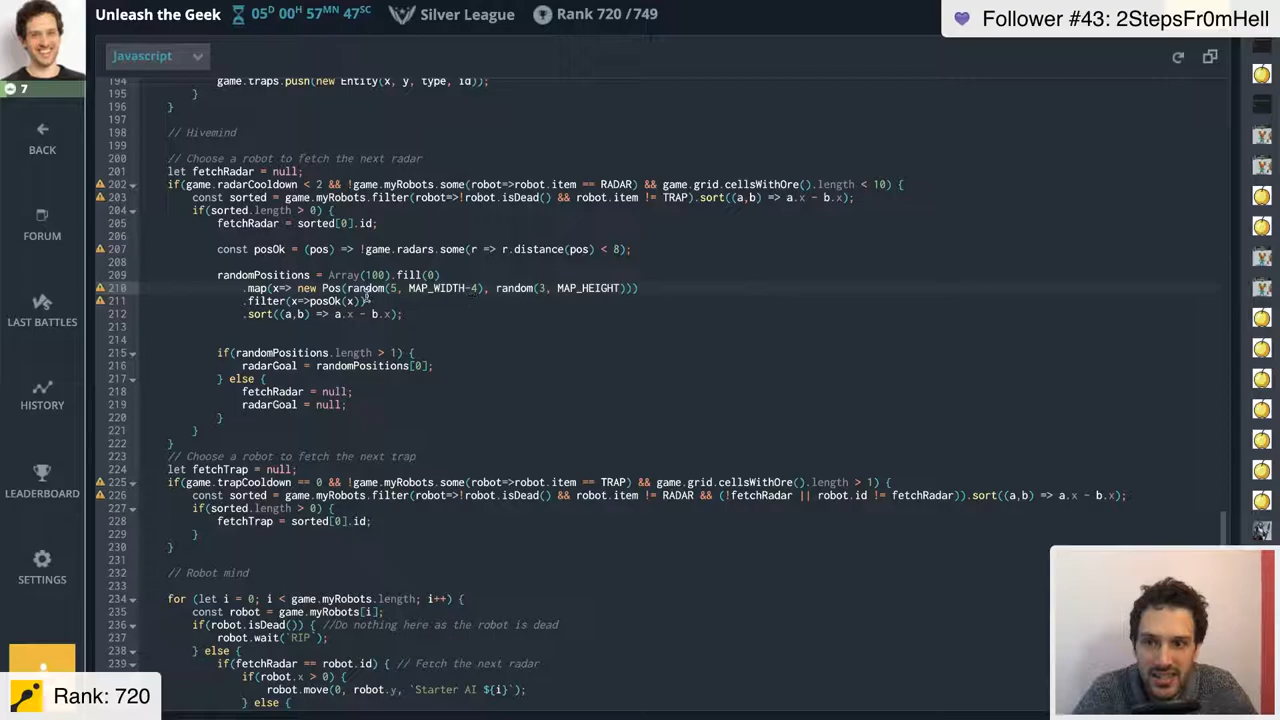 Unleash the Geek
05D 00H 57MN 47SC
Silver League
Rank 720 /749
Follower #43: 2StepsFr0mHell
7
BACK
FORUM
LAST BATTLES
HISTORY
LEADERBOARD
SETTINGS
Rank: 720
Javascript
194 game.traps.push(new Entity(x, y, type, id));
195 }
196 }
197
198 // Hivemind
199
200 // Choose a robot to fetch the next radar
201 let fetchRadar = null;
202 if(game.radarCooldown < 2 && !game.myRobots.some(robot=>robot.item == RADAR) && game.grid.cellsWithOre().length < 10) {
203 const sorted = game.myRobots.filter(robot=>!robot.isDead() && robot.item != TRAP).sort((a,b) => a.x - b.x);
204 if(sorted.length > 0) {
205 fetchRadar = sorted[0].id;
206
207 const posOk = (pos) => !game.radars.some(r => r.distance(pos) < 8);
208
209 randomPositions = Array(100).fill(0)
210 .map(x=> new Pos(random(5, MAP_WIDTH-4), random(3, MAP_HEIGHT)))
211 .filter(x=>posOk(x))
212 .sort((a,b) => a.x - b.x);
213
214
215 if(randomPositions.length > 1) {
216 radarGoal = randomPositions[0];
217 } else {
218 fetchRadar = null;
219 radarGoal = null;
220 }
221 }
222 }
223 // Choose a robot to fetch the next trap
224 let fetchTrap = null;
225 if(game.trapCooldown == 0 && !game.myRobots.some(robot=>robot.item == TRAP) && game.grid.cellsWithOre().length > 1) {
226 const sorted = game.myRobots.filter(robot=>!robot.isDead() && robot.item != RADAR && (!fetchRadar || robot.id != fetchRadar)).sort((a,b) => a.x - b.x);
227 if(sorted.length > 0) {
228 fetchTrap = sorted[0].id;
229 }
230 }
231
232 // Robot mind
233
234 for (let i = 0; i < game.myRobots.length; i++) {
235 const robot = game.myRobots[i];
236 if(robot.isDead()) { //Do nothing here as the robot is dead
237 robot.wait(`RIP`);
238 } else {
239 if(fetchRadar == robot.id) { // Fetch the next radar
if(robot.x > 0) {
robot.move(0, robot.y, `Starter AI ${i}`);
} else {